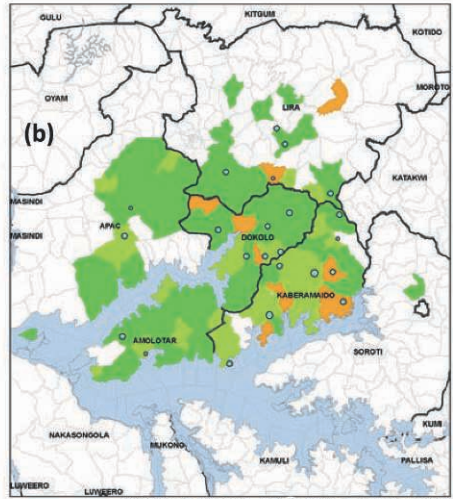 GULU
KITGUM
KOTIDO
OYAM
MOROTO
LIRA
(b)
KATAKWI
MASINDI
APAC
MASINDI
DOKOLO
KABERAMAIDO
AMOLOTAR
SOROTI
NAKASONGOLA
MUKONO
KUMI
KAMULI
PALLISA
LUWEERO
LUWEERO